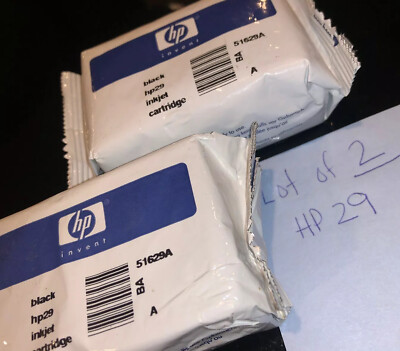 hp
invent
51629A
BA
A
black
hp29
inkjet
cartridge
hp
invent
51629A
BA
A
black
hp29
inkjet
cartridge
Lot of 2
HP 29